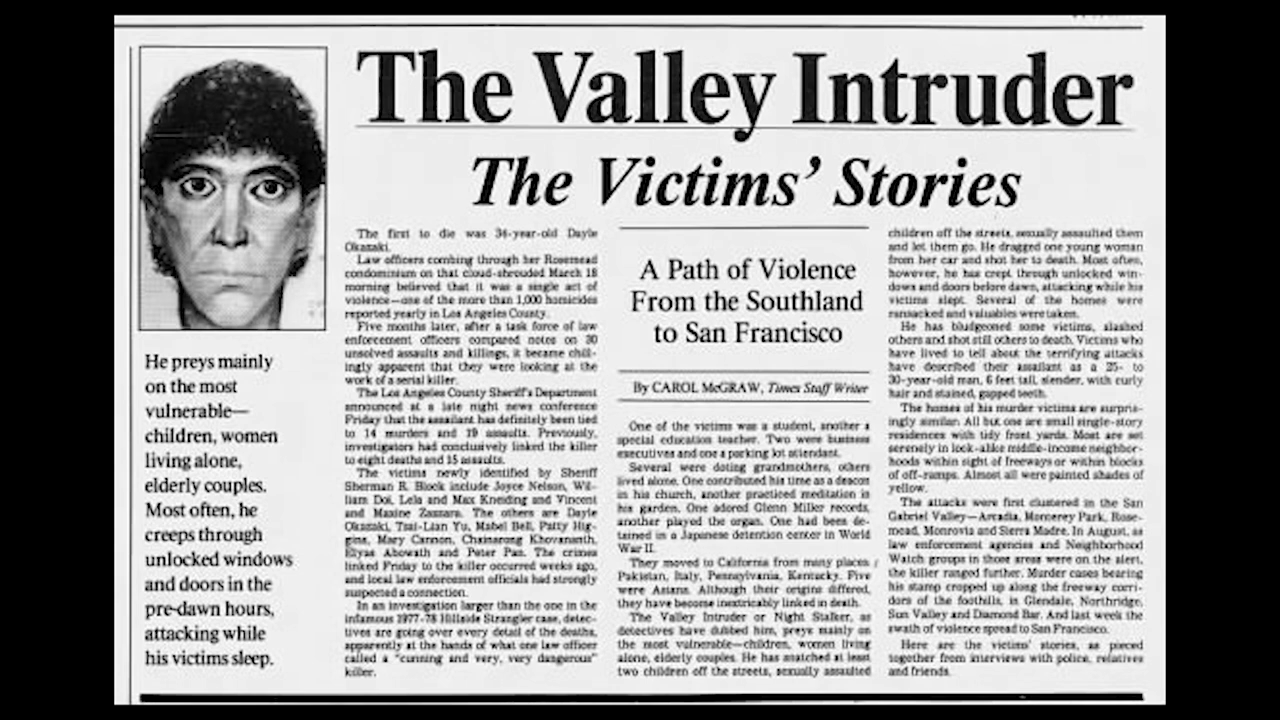 The Valley Intruder
The Victims’ Stories
He preys mainly
on the most
vulnerable—
children, women
living alone,
elderly couples.
Most often, he
creeps through
unlocked windows
and doors in the
pre-dawn hours,
attacking while
his victims sleep.
The first to die was 34-year-old Dayle
Okazaki.
Law officers combing through her Rosemead
condominium on that cloud-shrouded March 18
morning believed that it was a single act of
violence—one of the more than 1,000 homicides
reported yearly in Los Angeles County.
Five months later, after a task force of law
enforcement officers compared notes on 30
unsolved assaults and killings, it became chill-
ingly apparent that they were looking at the
work of a serial killer.
The Los Angeles County Sheriff's Department
announced at a late night news conference
Friday that the assailant has definitely been tied
to 14 murders and 19 assaults. Previously,
investigators had conclusively linked the killer
to eight deaths and 15 assaults.
The victims newly identified by Sheriff
Sherman R. Block include Joyce Nelson, Wil-
liam Doi, Lela and Max Kneiding and Vincent
and Maxine Zazzara. The others are Dayle
Okazaki, Tsai-Lian Yu, Mabel Bell, Patty Hig-
gins, Mary Cannon, Chainarong Khovananth,
Elyas Abowath and Peter Pan. The crimes
linked Friday to the killer occurred weeks ago,
and local law enforcement officials had strongly
suspected a connection.
In an investigation larger than the one in the
infamous 1977-78 Hillside Strangler case, detec-
tives are going over every detail of the deaths,
apparently at the hands of what one law officer
called a "cunning and very, very dangerous"
killer.
A Path of Violence
From the Southland
to San Francisco
By CAROL McGRAW, Times Staff Writer
One of the victims was a student, another a
special education teacher. Two were business
executives and one a parking lot attendant.
Several were doting grandmothers, others
lived alone. One contributed his time as a deacon
in his church, another practiced meditation in
his garden. One adored Glenn Miller records,
another played the organ. One had been de-
tained in a Japanese detention center in World
War II.
They moved to California from many places:
Pakistan, Italy, Pennsylvania, Kentucky. Five
were Asians. Although their origins differed,
they have become inextricably linked in death.
The Valley Intruder or Night Stalker, as
detectives have dubbed him, preys mainly on
the most vulnerable—children, women living
alone, elderly couples. He has snatched at least
two children off the streets, sexually assaulted
children off the streets, sexually assaulted them
and let them go. He dragged one young woman
from her car and shot her to death. Most often,
however, he has crept through unlocked win-
dows and doors before dawn, attacking while his
victims slept. Several of the homes were
ransacked and valuables were taken.
He has bludgeoned some victims, slashed
others and shot still others to death. Victims who
have lived to tell about the terrifying attacks
have described their assailant as a 25- to
30-year-old man, 6 feet tall, slender, with curly
hair and stained, gapped teeth.
The homes of his murder victims are surpris-
ingly similar. All but one are small single-story
residences with tidy front yards. Most are set
serenely in look-alike middle-income neighbor-
hoods within sight of freeways or within blocks
of off-ramps. Almost all were painted shades of
yellow.
The attacks were first clustered in the San
Gabriel Valley—Arcadia, Monterey Park, Rose-
mead, Monrovia and Sierra Madre. In August, as
law enforcement agencies and Neighborhood
Watch groups in those areas were on the alert,
the killer ranged further. Murder cases bearing
his stamp cropped up along the freeway corri-
dors of the foothills, in Glendale, Northridge,
Sun Valley and Diamond Bar. And last week the
swath of violence spread to San Francisco.
Here are the victims' stories, as pieced
together from interviews with police, relatives
and friends.